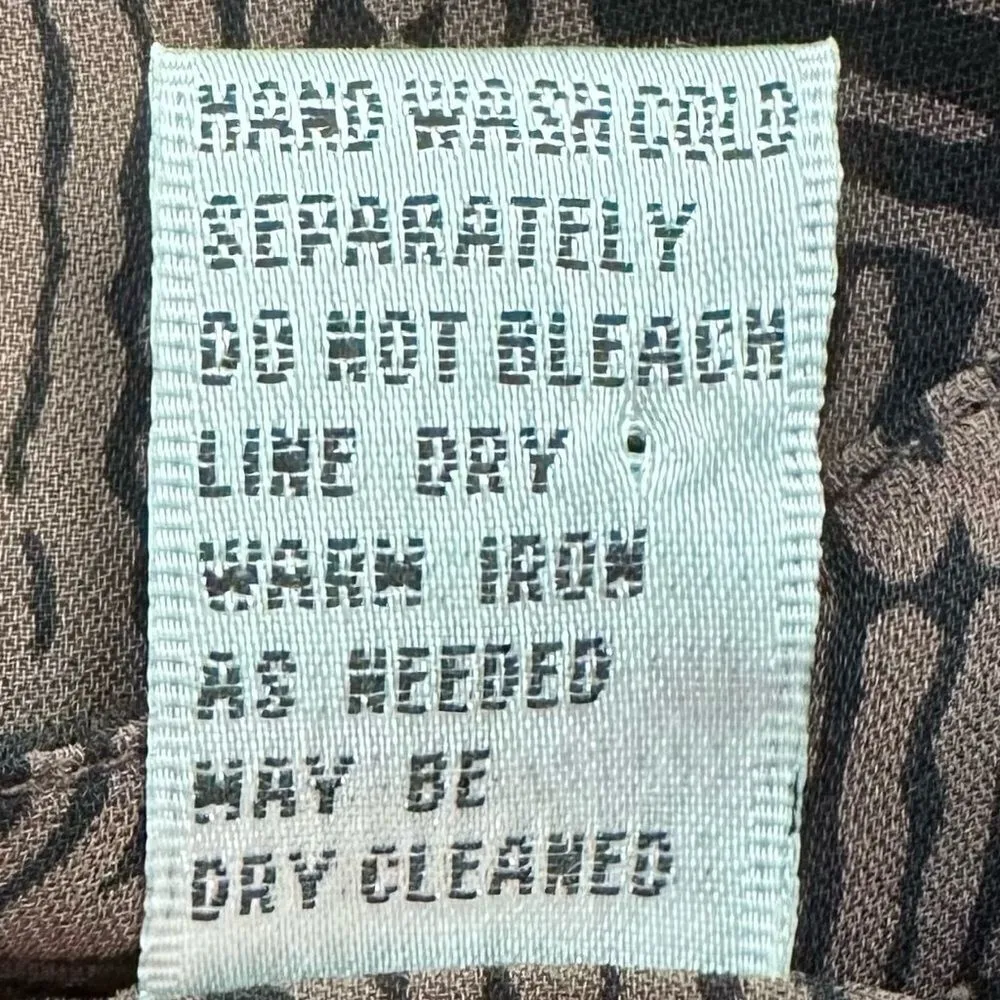 HAND WASH COLD
SEPARATELY
DO NOT BLEACH
LINE DRY
WARM IRON
AS NEEDED
MAY BE
DRY CLEANED